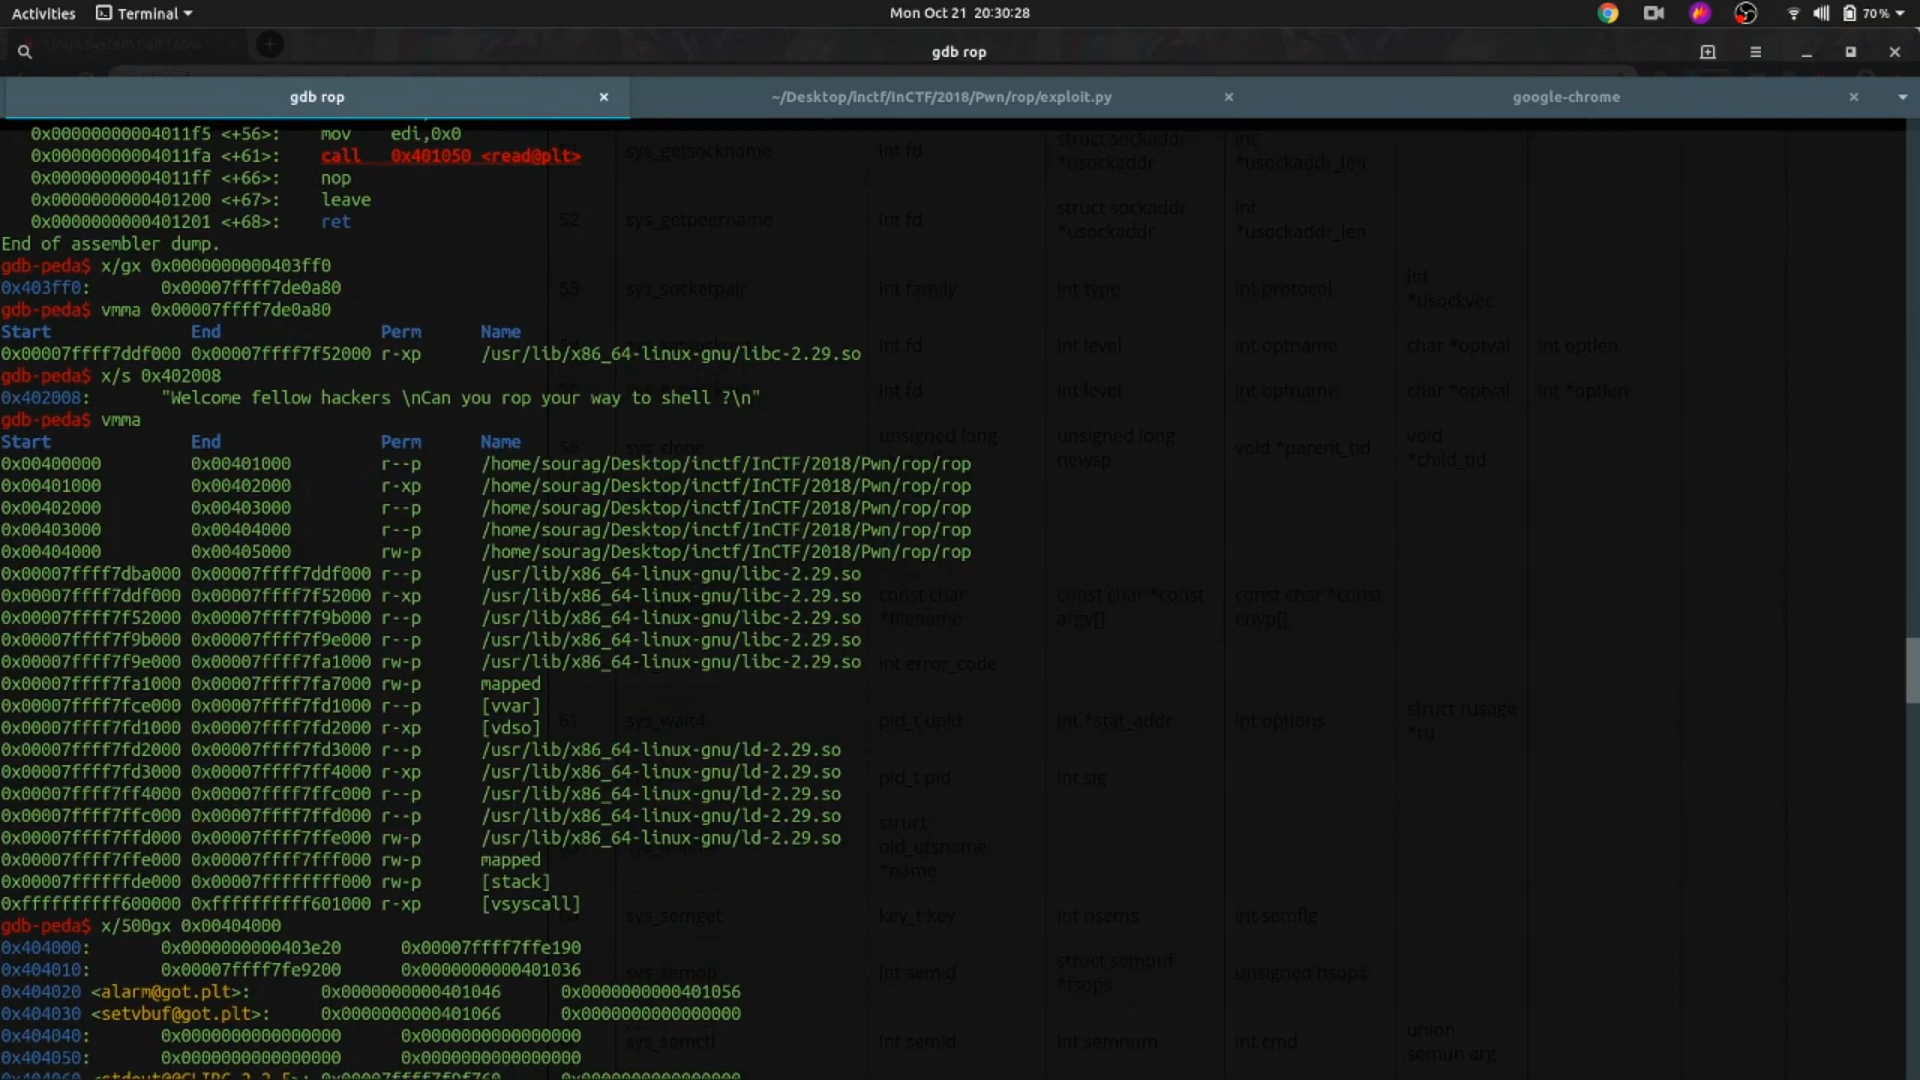 Activities Terminal Mon Oct 21 20:30:28 70%
gdb rop
gdb rop ~/Desktop/inctf/InCTF/2018/Pwn/rop/exploit.py google-chrome
0x00000000004011f5 <+56>: mov edi,0x0
0x00000000004011fa <+61>: call 0x401050 <read@plt>
0x00000000004011ff <+66>: nop
0x0000000000401200 <+67>: leave
0x0000000000401201 <+68>: ret
End of assembler dump.
gdb-peda$ x/gx 0x0000000000403ff0
0x403ff0: 0x00007ffff7de0a80
gdb-peda$ vmma 0x00007ffff7de0a80
Start End Perm Name
0x00007ffff7ddf000 0x00007ffff7f52000 r-xp /usr/lib/x86_64-linux-gnu/libc-2.29.so
gdb-peda$ x/s 0x402008
0x402008: "Welcome fellow hackers \nCan you rop your way to shell ?\n"
gdb-peda$ vmma
Start End Perm Name
0x00400000 0x00401000 r--p /home/sourag/Desktop/inctf/InCTF/2018/Pwn/rop/rop
0x00401000 0x00402000 r-xp /home/sourag/Desktop/inctf/InCTF/2018/Pwn/rop/rop
0x00402000 0x00403000 r--p /home/sourag/Desktop/inctf/InCTF/2018/Pwn/rop/rop
0x00403000 0x00404000 r--p /home/sourag/Desktop/inctf/InCTF/2018/Pwn/rop/rop
0x00404000 0x00405000 rw-p /home/sourag/Desktop/inctf/InCTF/2018/Pwn/rop/rop
0x00007ffff7dba000 0x00007ffff7ddf000 r--p /usr/lib/x86_64-linux-gnu/libc-2.29.so
0x00007ffff7ddf000 0x00007ffff7f52000 r-xp /usr/lib/x86_64-linux-gnu/libc-2.29.so
0x00007ffff7f52000 0x00007ffff7f9b000 r--p /usr/lib/x86_64-linux-gnu/libc-2.29.so
0x00007ffff7f9b000 0x00007ffff7f9e000 r--p /usr/lib/x86_64-linux-gnu/libc-2.29.so
0x00007ffff7f9e000 0x00007ffff7fa1000 rw-p /usr/lib/x86_64-linux-gnu/libc-2.29.so
0x00007ffff7fa1000 0x00007ffff7fa7000 rw-p mapped
0x00007ffff7fce000 0x00007ffff7fd1000 r--p [vvar]
0x00007ffff7fd1000 0x00007ffff7fd2000 r-xp [vdso]
0x00007ffff7fd2000 0x00007ffff7fd3000 r--p /usr/lib/x86_64-linux-gnu/ld-2.29.so
0x00007ffff7fd3000 0x00007ffff7ff4000 r-xp /usr/lib/x86_64-linux-gnu/ld-2.29.so
0x00007ffff7ff4000 0x00007ffff7ffc000 r--p /usr/lib/x86_64-linux-gnu/ld-2.29.so
0x00007ffff7ffc000 0x00007ffff7ffd000 r--p /usr/lib/x86_64-linux-gnu/ld-2.29.so
0x00007ffff7ffd000 0x00007ffff7ffe000 rw-p /usr/lib/x86_64-linux-gnu/ld-2.29.so
0x00007ffff7ffe000 0x00007ffff7fff000 rw-p mapped
0x00007ffffffde000 0x00007ffffffff000 rw-p [stack]
0xffffffffff600000 0xffffffffff601000 r-xp [vsyscall]
gdb-peda$ x/500gx 0x00404000
0x404000: 0x0000000000403e20 0x00007ffff7ffe190
0x404010: 0x00007ffff7fe9200 0x0000000000401036
0x404020 <alarm@got.plt>: 0x0000000000401046 0x0000000000401056
0x404030 <setvbuf@got.plt>: 0x0000000000401066 0x0000000000000000
0x404040: 0x0000000000000000 0x0000000000000000
0x404050: 0x0000000000000000 0x0000000000000000